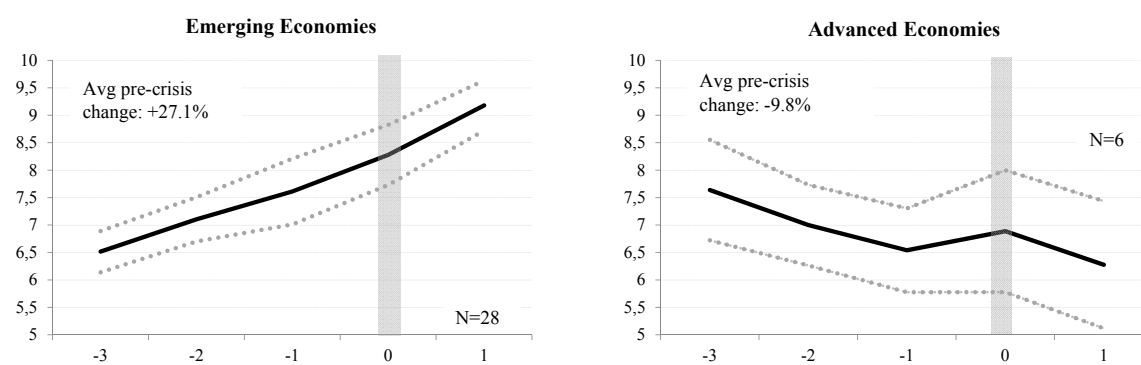 Emerging Economies
10
9,5
9
8,5
8
7,5
7
6,5
6
5,5
5
Avg pre-crisis
change: +27.1%
N=28
-3 -2 -1 0 1
Advanced Economies
10
9,5
9
8,5
8
7,5
7
6,5
6
5,5
5
Avg pre-crisis
change: -9.8%
N=6
-3 -2 -1 0 1